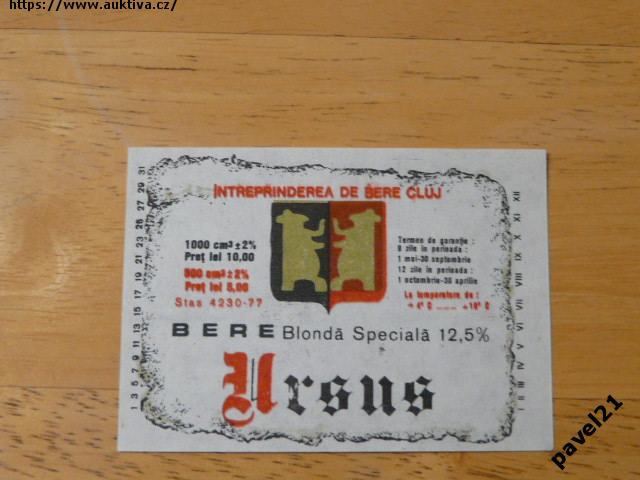 https://www.auktiva.cz/
ÎNTREPRINDEREA DE BERE CLUJ
1000 cm³ ± 2%
Preț lei 10,00
500 cm³ ± 2%
Preț lei 5,00
Stas 4230-77
Termen de garanție :
8 zile în perioada :
1 mai-30 septembrie
12 zile în perioada :
1 octombrie-30 aprilie
La temperatura de :
+4° C ..... +10° C
BERE Blondă Specială 12,5%
Ursus
1 3 5 7 9 11 13 15 17 19 21 23 25 27 29 31
I II III IV V VI VII VIII IX X XI XII
pavel21